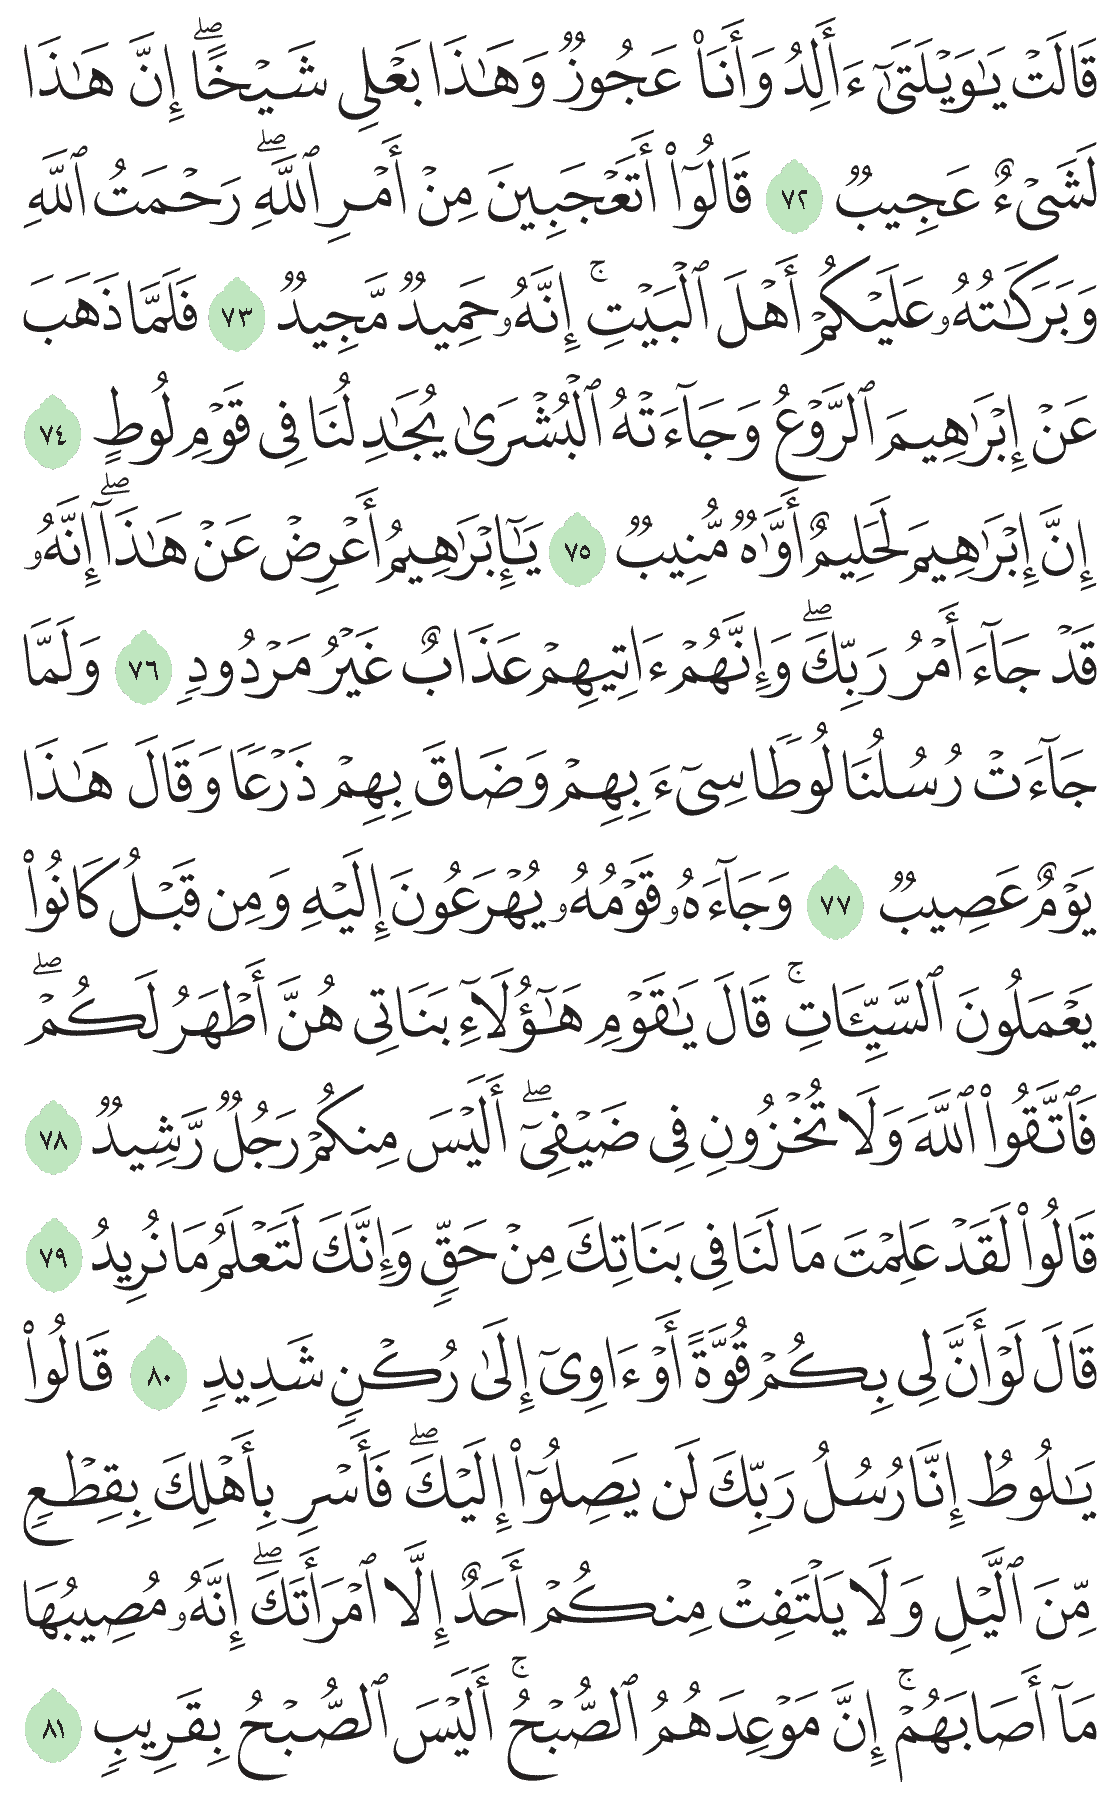 قَالَتۡ يَٰوَيۡلَتَىٰٓ ءَأَلِدُ وَأَنَا۠ عَجُوزٞ وَهَٰذَا بَعۡلِي شَيۡخًاۖ إِنَّ هَٰذَا
لَشَيۡءٌ عَجِيبٞ ٧٢ قَالُوٓاْ أَتَعۡجَبِينَ مِنۡ أَمۡرِ ٱللَّهِۖ رَحۡمَتُ ٱللَّهِ
وَبَرَكَٰتُهُۥ عَلَيۡكُمۡ أَهۡلَ ٱلۡبَيۡتِۚ إِنَّهُۥ حَمِيدٞ مَّجِيدٞ ٧٣ فَلَمَّا ذَهَبَ
عَنۡ إِبۡرَٰهِيمَ ٱلرَّوۡعُ وَجَآءَتۡهُ ٱلۡبُشۡرَىٰ يُجَٰدِلُنَا فِي قَوۡمِ لُوطٍ ٧٤
إِنَّ إِبۡرَٰهِيمَ لَحَلِيمٌ أَوَّٰهٞ مُّنِيبٞ ٧٥ يَٰٓإِبۡرَٰهِيمُ أَعۡرِضۡ عَنۡ هَٰذَآۖ إِنَّهُۥ
قَدۡ جَآءَ أَمۡرُ رَبِّكَۖ وَإِنَّهُمۡ ءَاتِيهِمۡ عَذَابٌ غَيۡرُ مَرۡدُودٖ ٧٦ وَلَمَّا
جَآءَتۡ رُسُلُنَا لُوطٗا سِيٓءَ بِهِمۡ وَضَاقَ بِهِمۡ ذَرۡعٗا وَقَالَ هَٰذَا
يَوۡمٌ عَصِيبٞ ٧٧ وَجَآءَهُۥ قَوۡمُهُۥ يُهۡرَعُونَ إِلَيۡهِ وَمِن قَبۡلُ كَانُواْ
يَعۡمَلُونَ ٱلسَّيِّـَٔاتِۚ قَالَ يَٰقَوۡمِ هَٰٓؤُلَآءِ بَنَاتِي هُنَّ أَطۡهَرُ لَكُمۡۖ
فَٱتَّقُواْ ٱللَّهَ وَلَا تُخۡزُونِ فِي ضَيۡفِيٓۖ أَلَيۡسَ مِنكُمۡ رَجُلٞ رَّشِيدٞ ٧٨
قَالُواْ لَقَدۡ عَلِمۡتَ مَا لَنَا فِي بَنَاتِكَ مِنۡ حَقّٖ وَإِنَّكَ لَتَعۡلَمُ مَا نُرِيدُ ٧٩
قَالَ لَوۡ أَنَّ لِي بِكُمۡ قُوَّةً أَوۡ ءَاوِيٓ إِلَىٰ رُكۡنٖ شَدِيدٖ ٨٠ قَالُواْ
يَٰلُوطُ إِنَّا رُسُلُ رَبِّكَ لَن يَصِلُوٓاْ إِلَيۡكَۖ فَأَسۡرِ بِأَهۡلِكَ بِقِطۡعٖ
مِّنَ ٱلَّيۡلِ وَلَا يَلۡتَفِتۡ مِنكُمۡ أَحَدٌ إِلَّا ٱمۡرَأَتَكَۖ إِنَّهُۥ مُصِيبُهَا
مَآ أَصَابَهُمۡۚ إِنَّ مَوۡعِدَهُمُ ٱلصُّبۡحُۚ أَلَيۡسَ ٱلصُّبۡحُ بِقَرِيبٖ ٨١